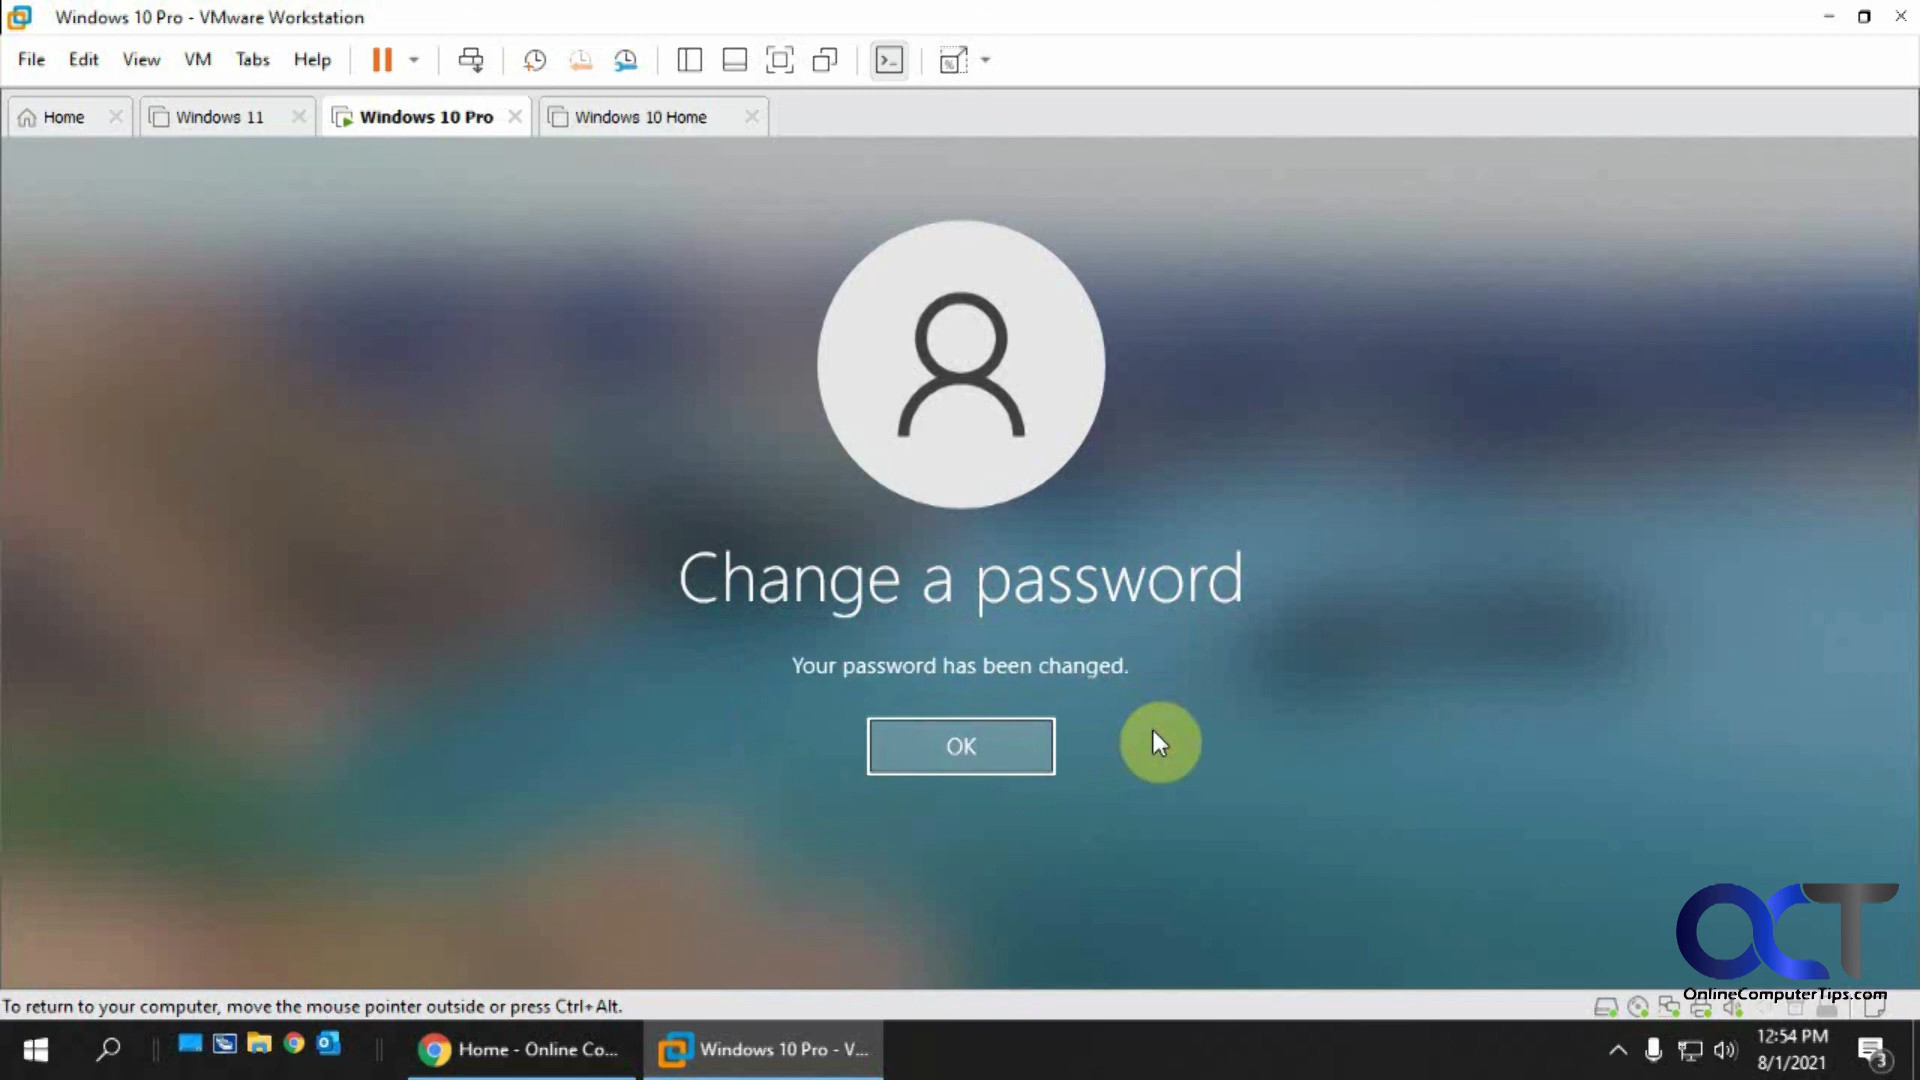 Windows 10 Pro - VMware Workstation
File Edit View VM Tabs Help
Home Windows 11 Windows 10 Pro Windows 10 Home
Change a password
Your password has been changed.
OK
OCT
OnlineComputerTips.com
To return to your computer, move the mouse pointer outside or press Ctrl+Alt.
Home - Online Co...
Windows 10 Pro - V...
12:54 PM
8/1/2021
3